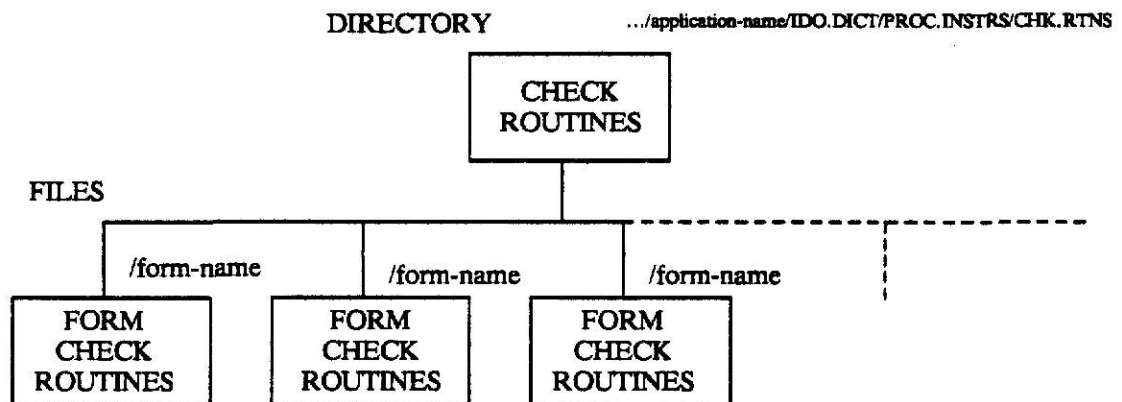 DIRECTORY
.../application-name/IDO.DICT/PROC.INSTRS/CHK.RTNS
CHECK
ROUTINES
FILES
/form-name
/form-name
/form-name
FORM
CHECK
ROUTINES
FORM
CHECK
ROUTINES
FORM
CHECK
ROUTINES